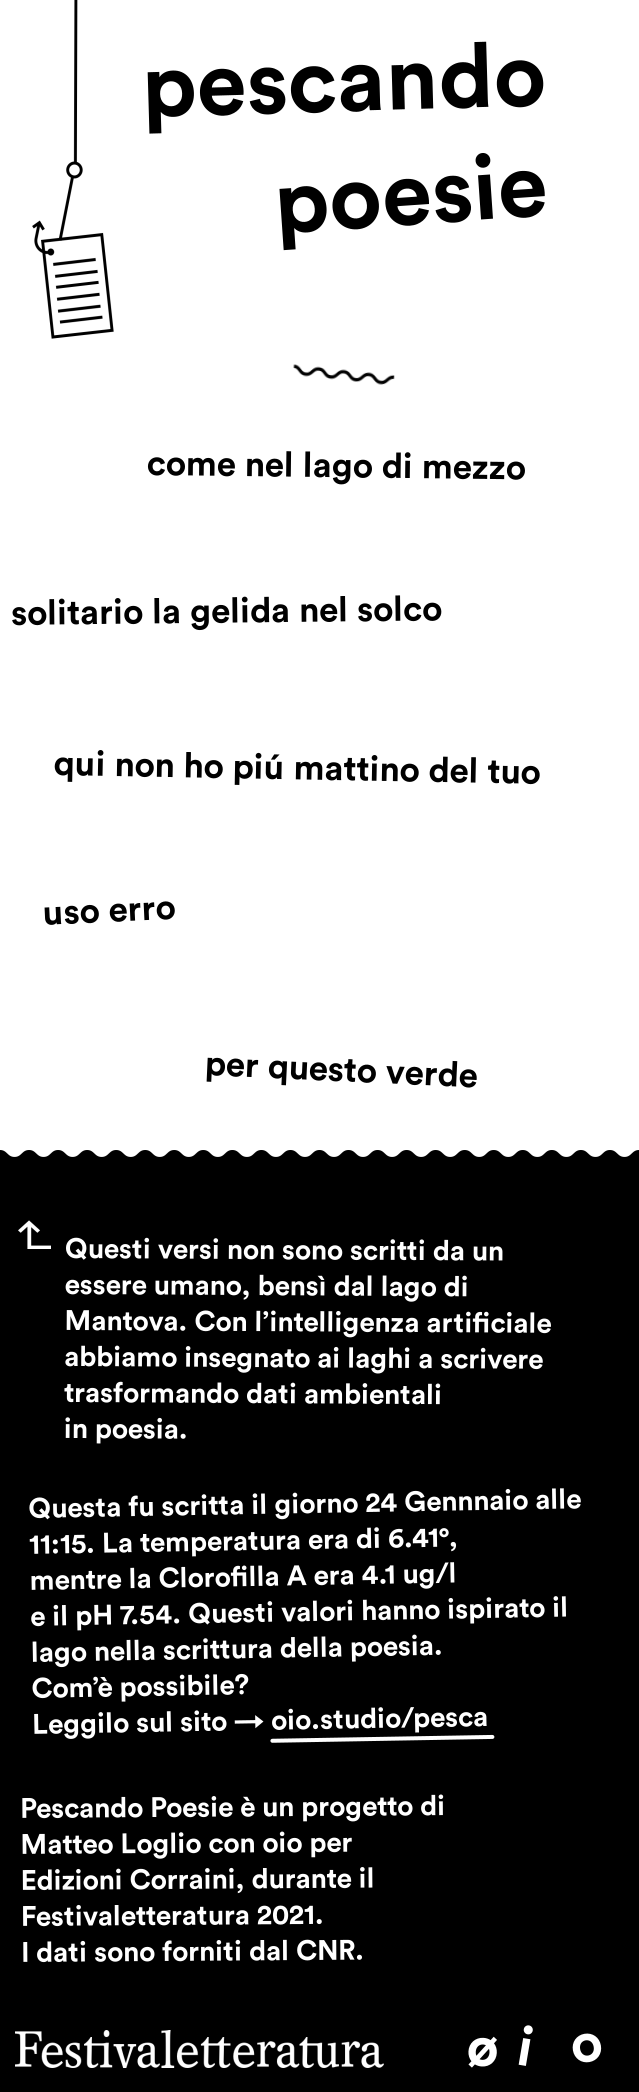 pescando
poesie
come nel lago di mezzo
solitario la gelida nel solco
qui non ho piú mattino del tuo
uso erro
per questo verde
Questi versi non sono scritti da un
essere umano, bensì dal lago di
Mantova. Con l'intelligenza artificiale
abbiamo insegnato ai laghi a scrivere
trasformando dati ambientali
in poesia.
Questa fu scritta il giorno 24 Gennnaio alle
11:15. La temperatura era di 6.41°,
mentre la Clorofilla A era 4.1 ug/l
e il pH 7.54. Questi valori hanno ispirato il
lago nella scrittura della poesia.
Com'è possibile?
Leggilo sul sito → oio.studio/pesca
Pescando Poesie è un progetto di
Matteo Loglio con oio per
Edizioni Corraini, durante il
Festivaletteratura 2021.
I dati sono forniti dal CNR.
Festivaletteratura ø i o